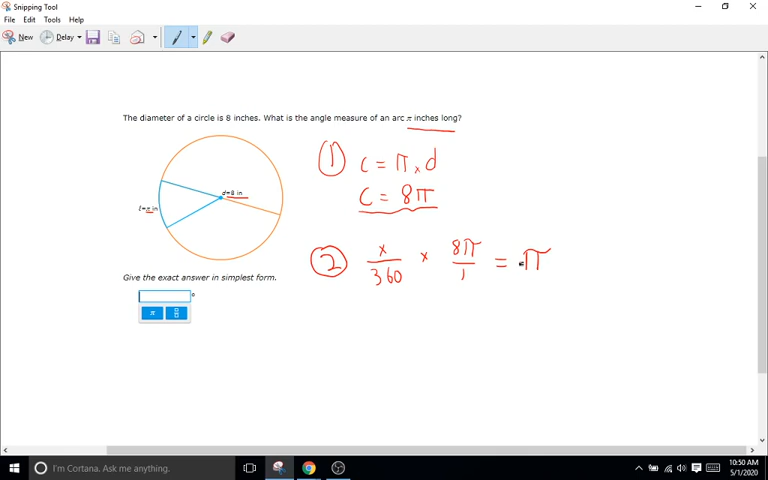 Snipping Tool
File Edit Tools Help
New Delay
The diameter of a circle is 8 inches. What is the angle measure of an arc π inches long?
d=8 in
ℓ=π in
Give the exact answer in simplest form.
°
π
① C = π × d
C = 8π
② x/360 × 8π/1 = π
I'm Cortana. Ask me anything.
10:50 AM
5/1/2020